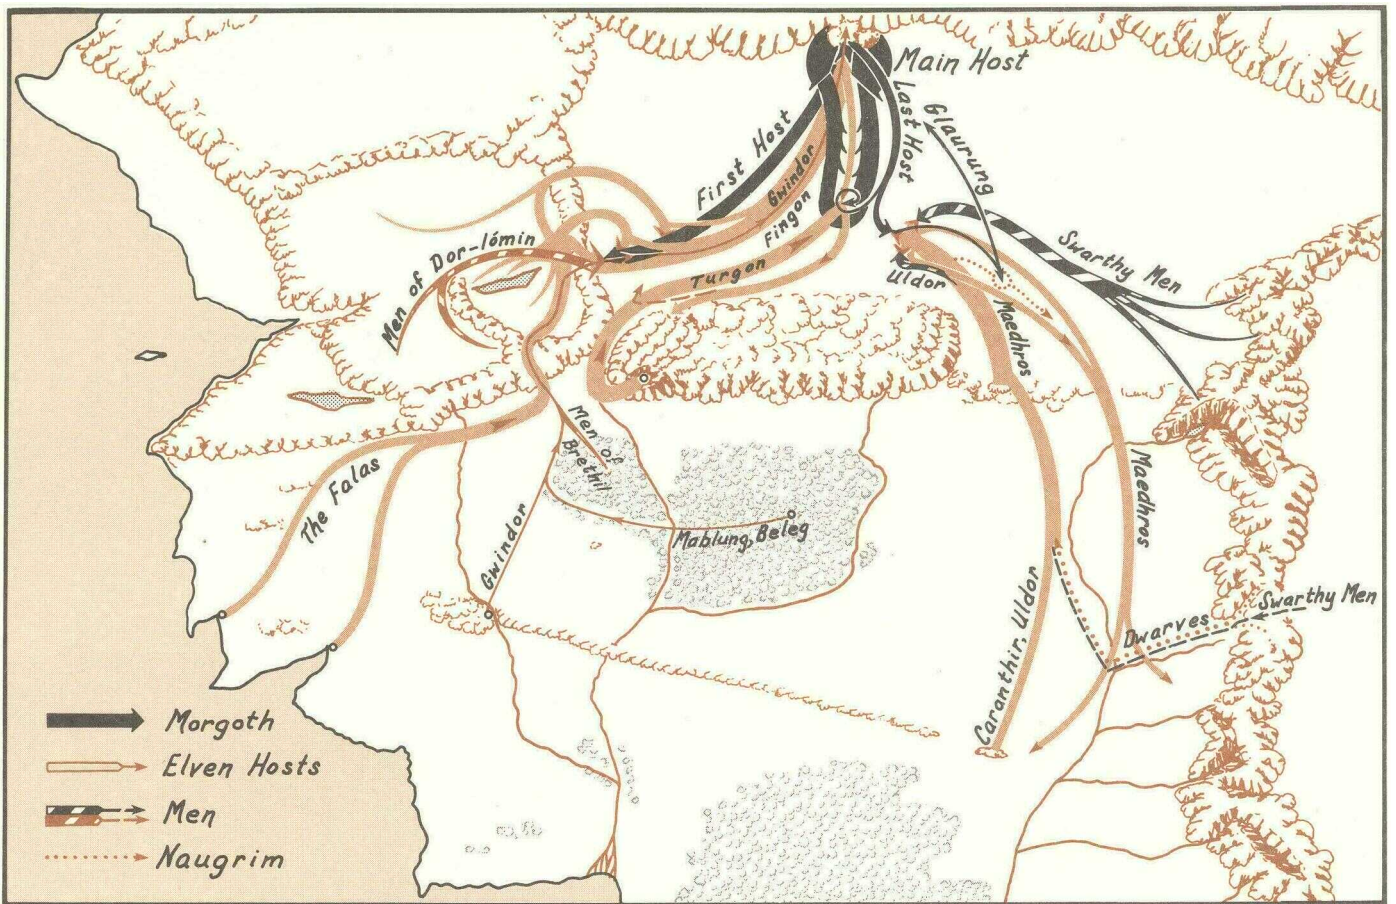 Main Host
Last Host
Glaurung
First Host
Gwindor
Fingon
Turgon
Men of Dor-lómin
Swarthy Men
Uldor
Maedhros
Men of
Brethil
The Falas
Gwindor
Mablung, Beleg
Maedhros
Caranthir, Uldor
Dwarves
Swarthy Men
Morgoth
Elven Hosts
Men
Naugrim